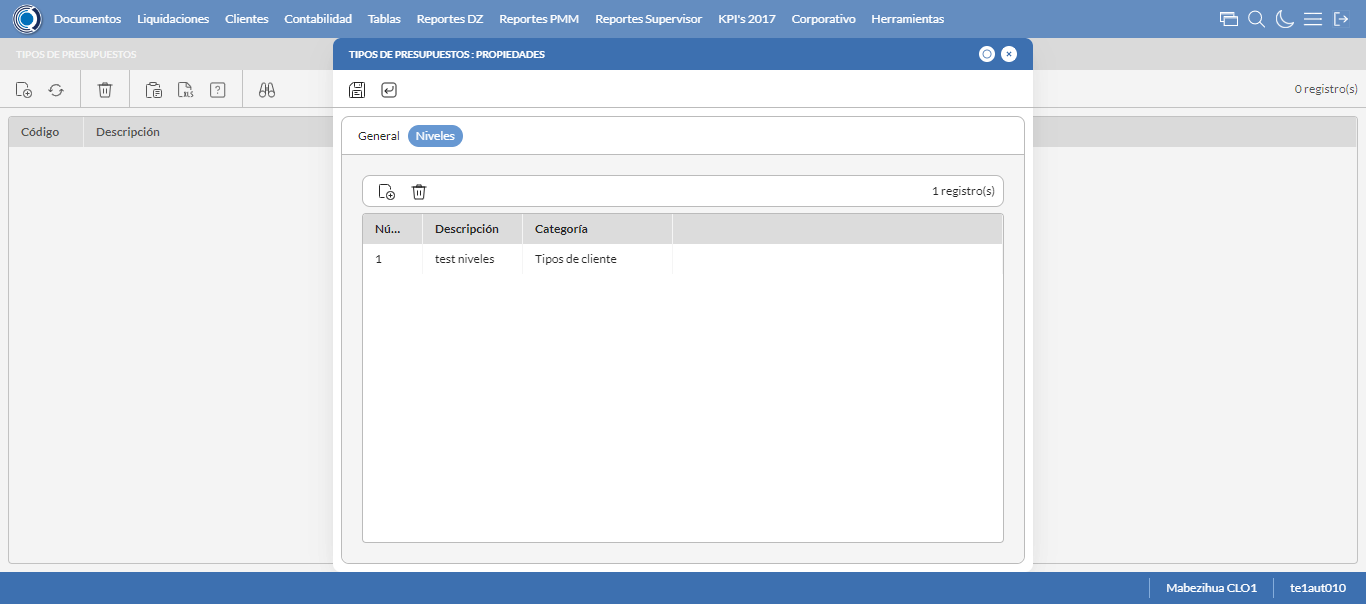 Documentos Liquidaciones Clientes Contabilidad Tablas Reportes DZ Reportes PMM Reportes Supervisor KPI's 2017 Corporativo Herramientas
TIPOS DE PRESUPUESTOS
TIPOS DE PRESUPUESTOS : PROPIEDADES
XLS ?
0 registro(s)
Código Descripción
General Niveles
1 registro(s)
Nú... Descripción Categoría
1 test niveles Tipos de cliente
Mabezihua CLO1 te1aut010